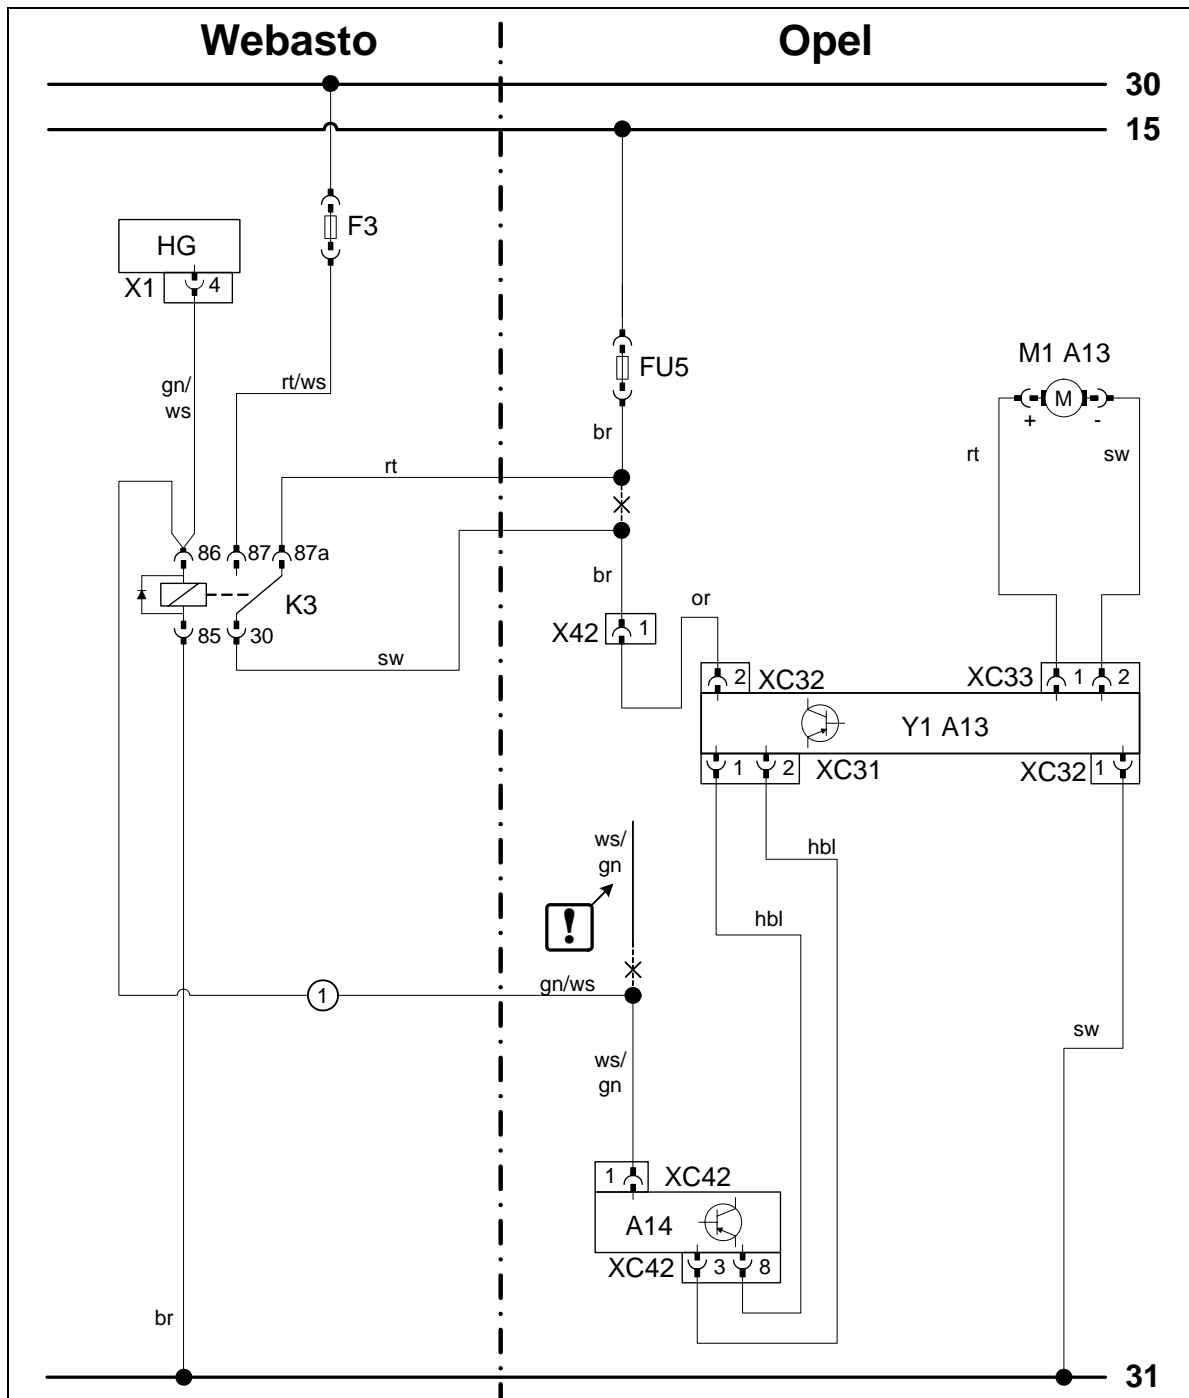 Webasto
Opel
30
15
F3
HG
X1
4
FU5
M1 A13
M
+
-
gn/
ws
rt/ws
br
rt
sw
rt
86
87
87a
K3
85
30
br
or
X42
1
sw
2
XC32
XC33
1
2
Y1 A13
1
2
XC31
XC32
1
ws/
gn
hbl
!
hbl
gn/ws
1
sw
ws/
gn
1
XC42
A14
XC42
3
8
br
31